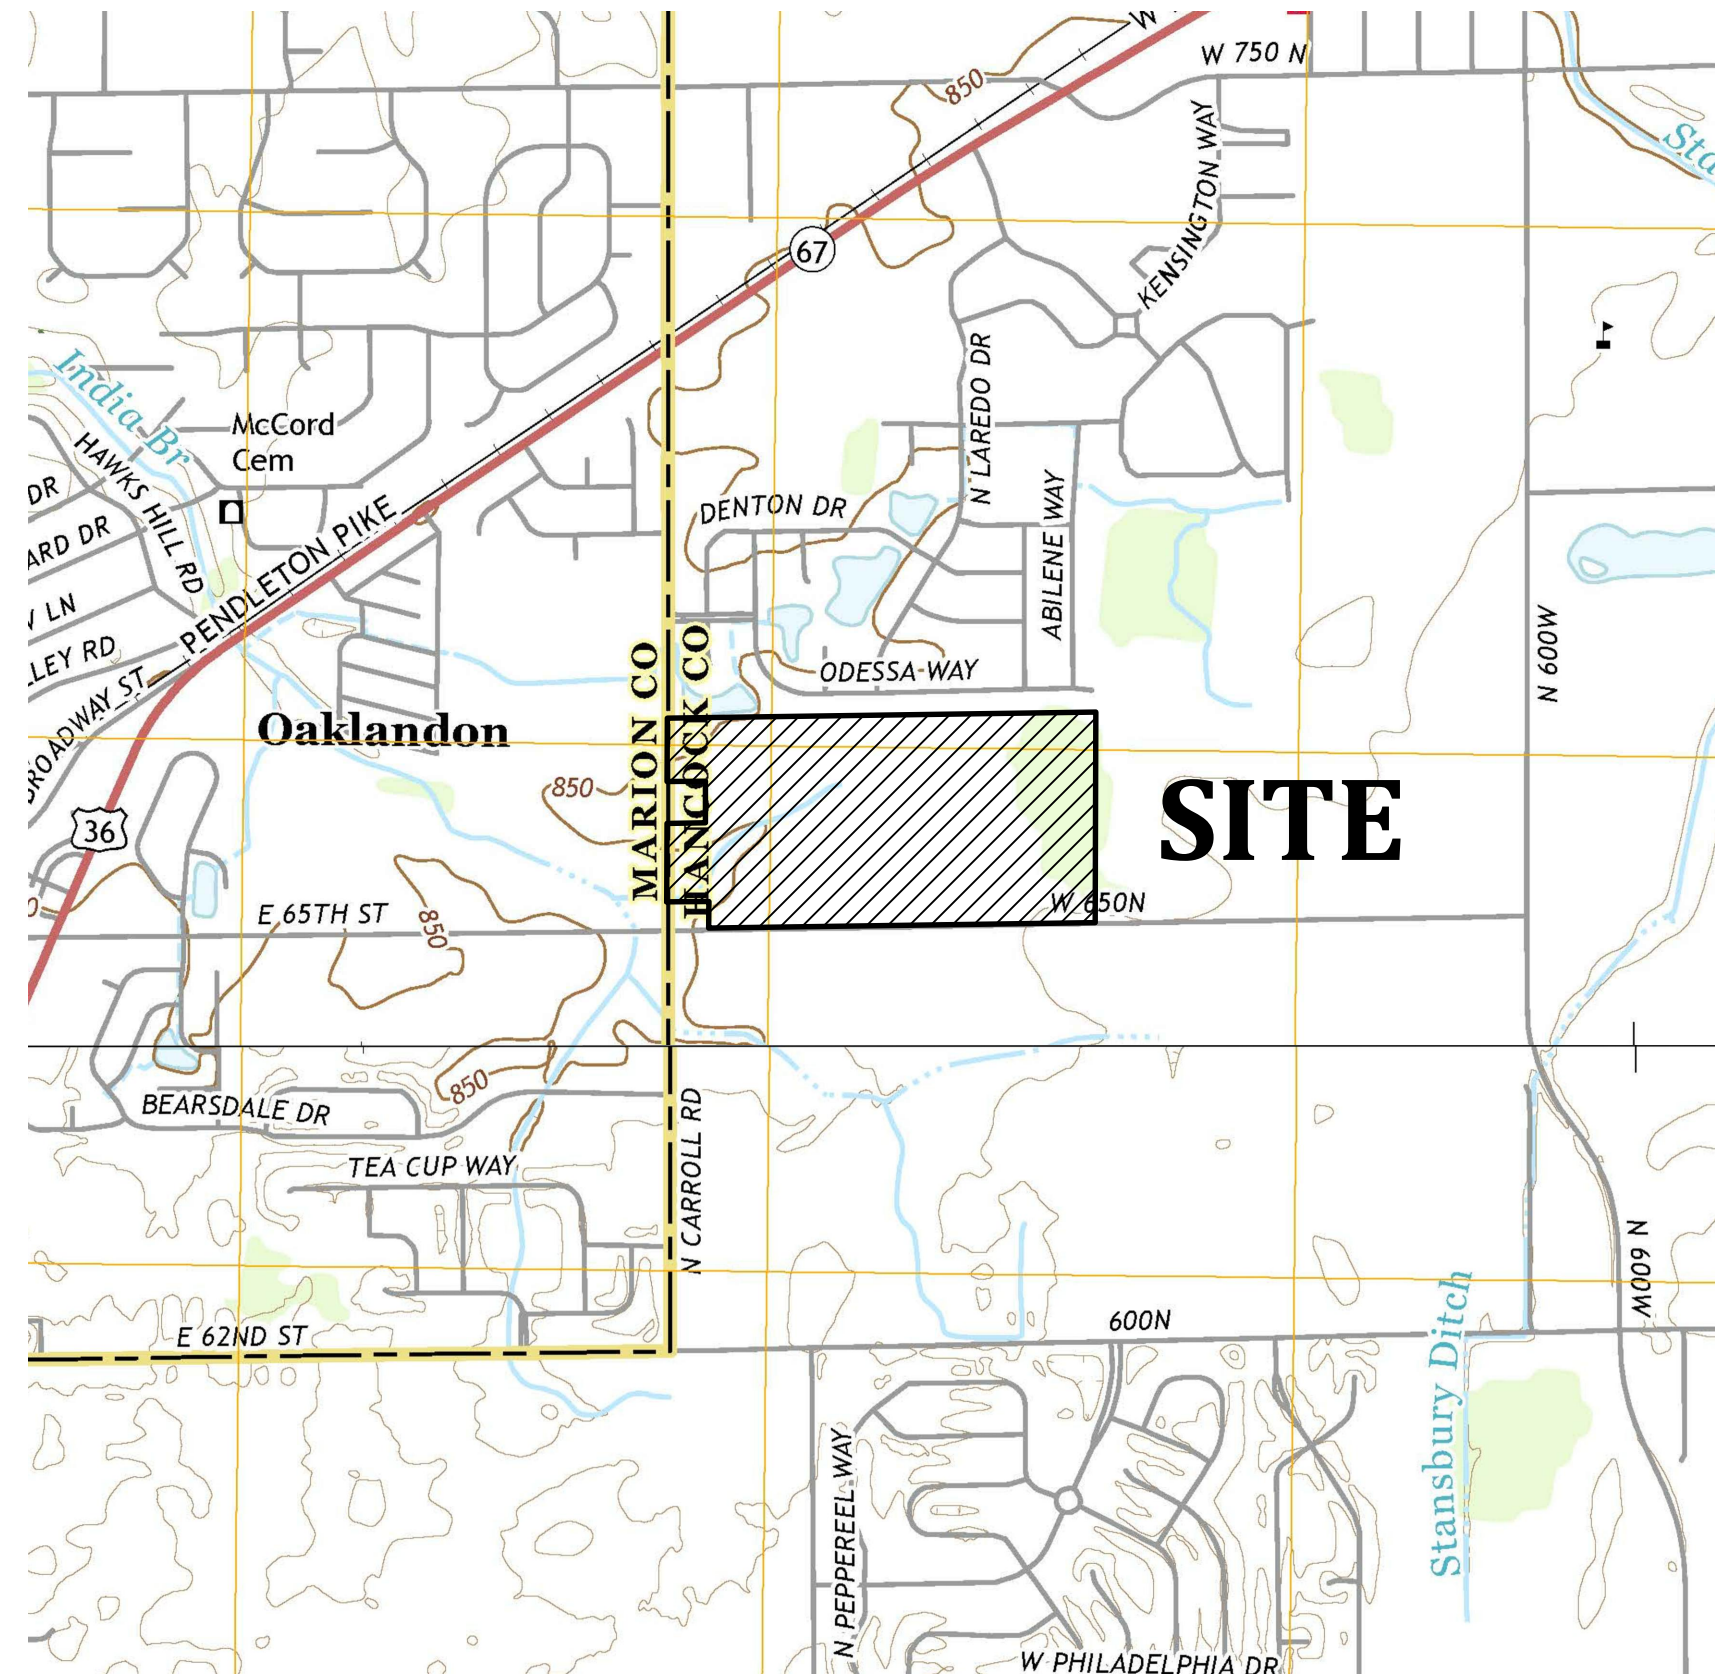 W 750 N
850
KENSINGTON WAY
67
India Br
McCord
Cem
HAWKS HILL RD
N LAREDO DR
DR
DENTON DR
ARD DR
PENDLETON PIKE
ABILENE WAY
LN
LLEY RD
N 600W
BROADWAY ST
ODESSA WAY
MARION CO
HANCOCK CO
Oaklandon
850
SITE
36
W 650N
E 65TH ST
850
850
BEARSDALE DR
TEA CUP WAY
N CARROLL RD
N 600W
600N
E 62ND ST
Stansbury Ditch
N PEPPEREEL WAY
W PHILADELPHIA DR